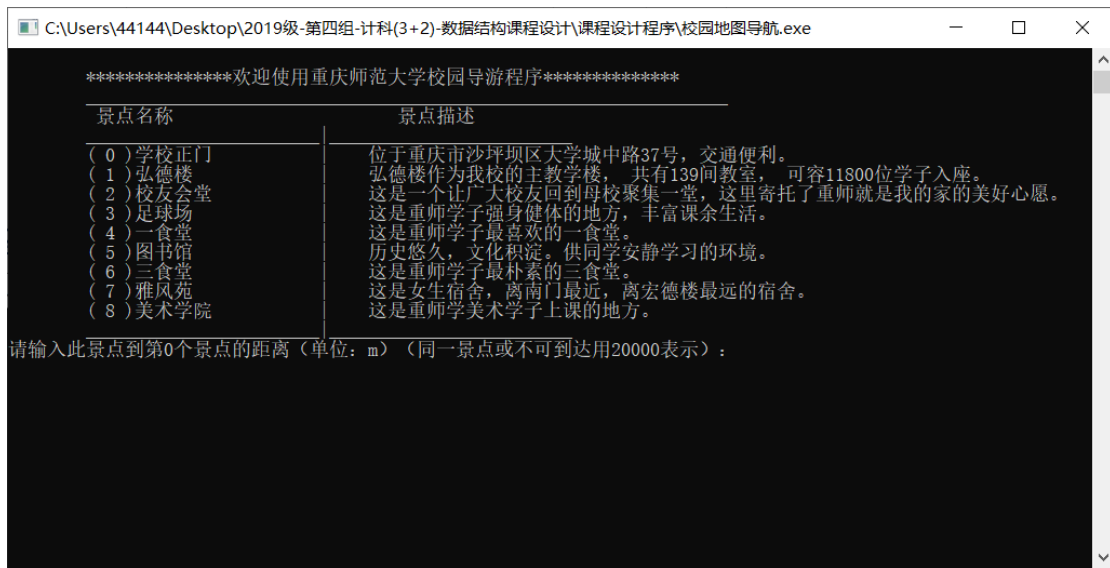 C:\Users\44144\Desktop\2019级-第四组-计科(3+2)-数据结构课程设计\课程设计程序\校园地图导航.exe
***************欢迎使用重庆师范大学校园导游程序**************
景点名称 景点描述
( 0 )学校正门 | 位于重庆市沙坪坝区大学城中路37号，交通便利。
( 1 )弘德楼 | 弘德楼作为我校的主教学楼， 共有139间教室， 可容11800位学子入座。
( 2 )校友会堂 | 这是一个让广大校友回到母校聚集一堂，这里寄托了重师就是我的家的美好心愿。
( 3 )足球场 | 这是重师学子强身健体的地方，丰富课余生活。
( 4 )一食堂 | 这是重师学子最喜欢的一食堂。
( 5 )图书馆 | 历史悠久，文化积淀。供同学安静学习的环境。
( 6 )三食堂 | 这是重师学子最朴素的三食堂。
( 7 )雅风苑 | 这是女生宿舍，离南门最近，离宏德楼最远的宿舍。
( 8 )美术学院 | 这是重师学美术学子上课的地方。
请输入此景点到第0个景点的距离（单位：m）（同一景点或不可到达用20000表示）：